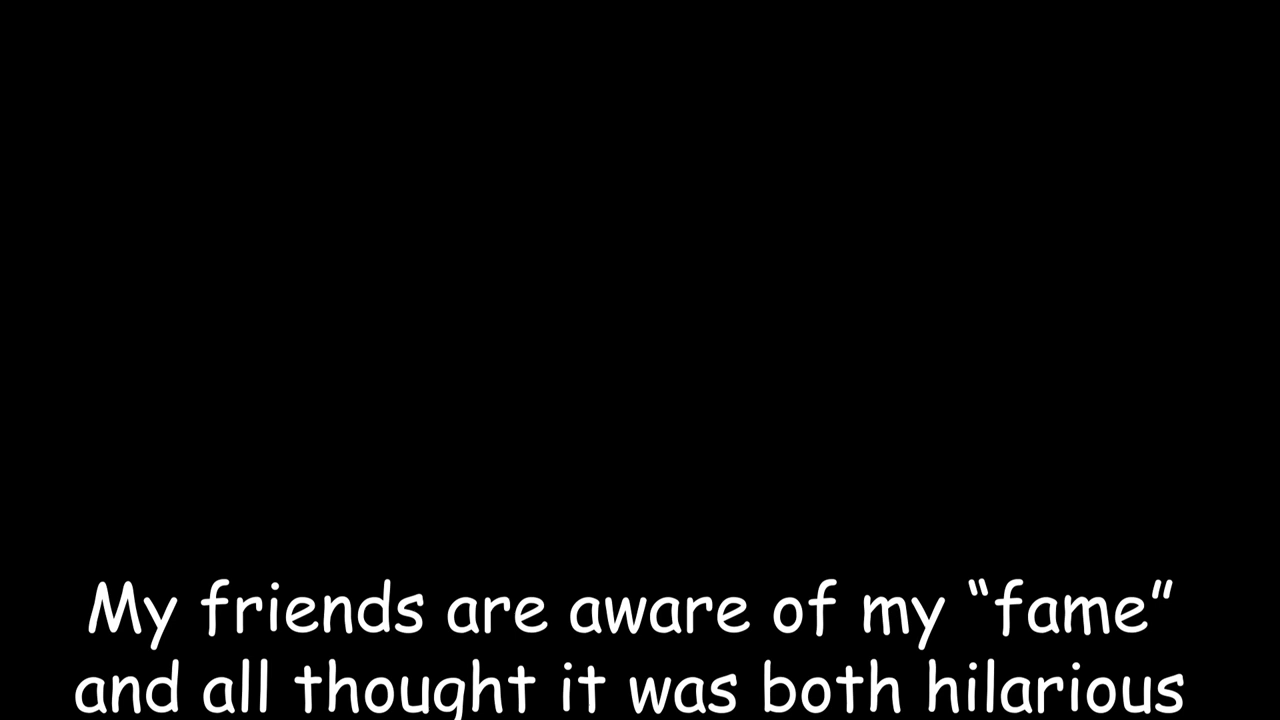 My friends are aware of my “fame”
and all thought it was both hilarious